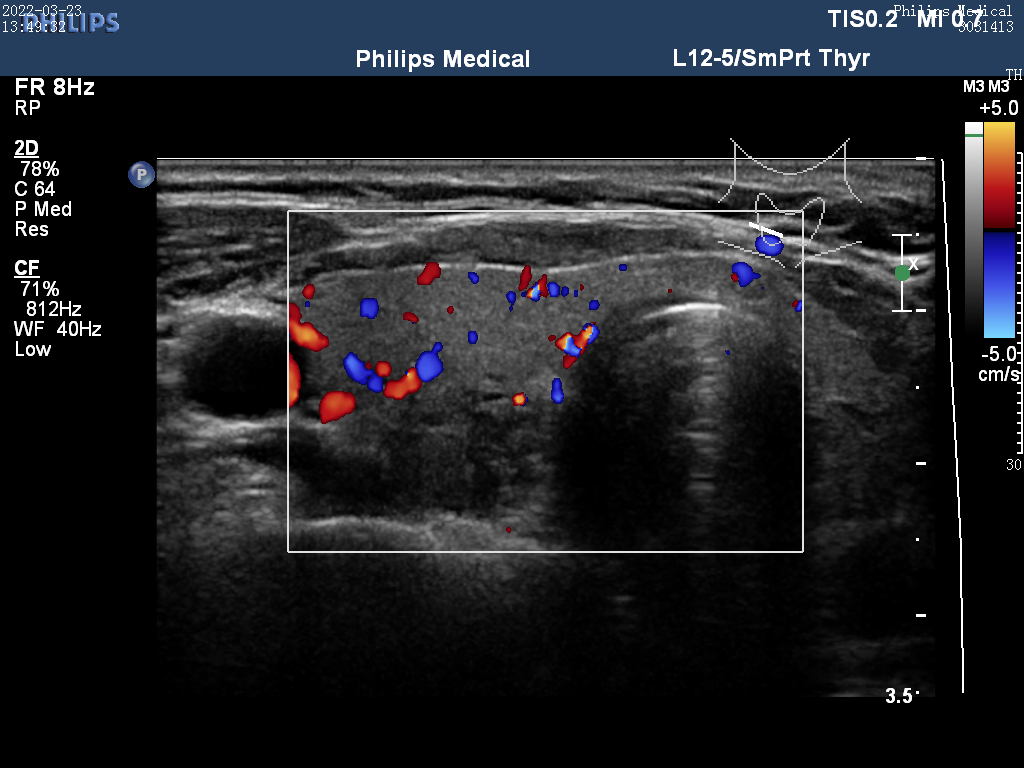 2022-03-23
13:49:32
PHILIPS
TIS0.2 MI 0.7
Philips Medical
3051413
Philips Medical
L12-5/SmPrt Thyr
TH
FR 8Hz
RP
M3 M3
+5.0
2D
78%
C 64
P Med
Res
P
CF
71%
812Hz
WF 40Hz
Low
x
-5.0
cm/s
30
3.5